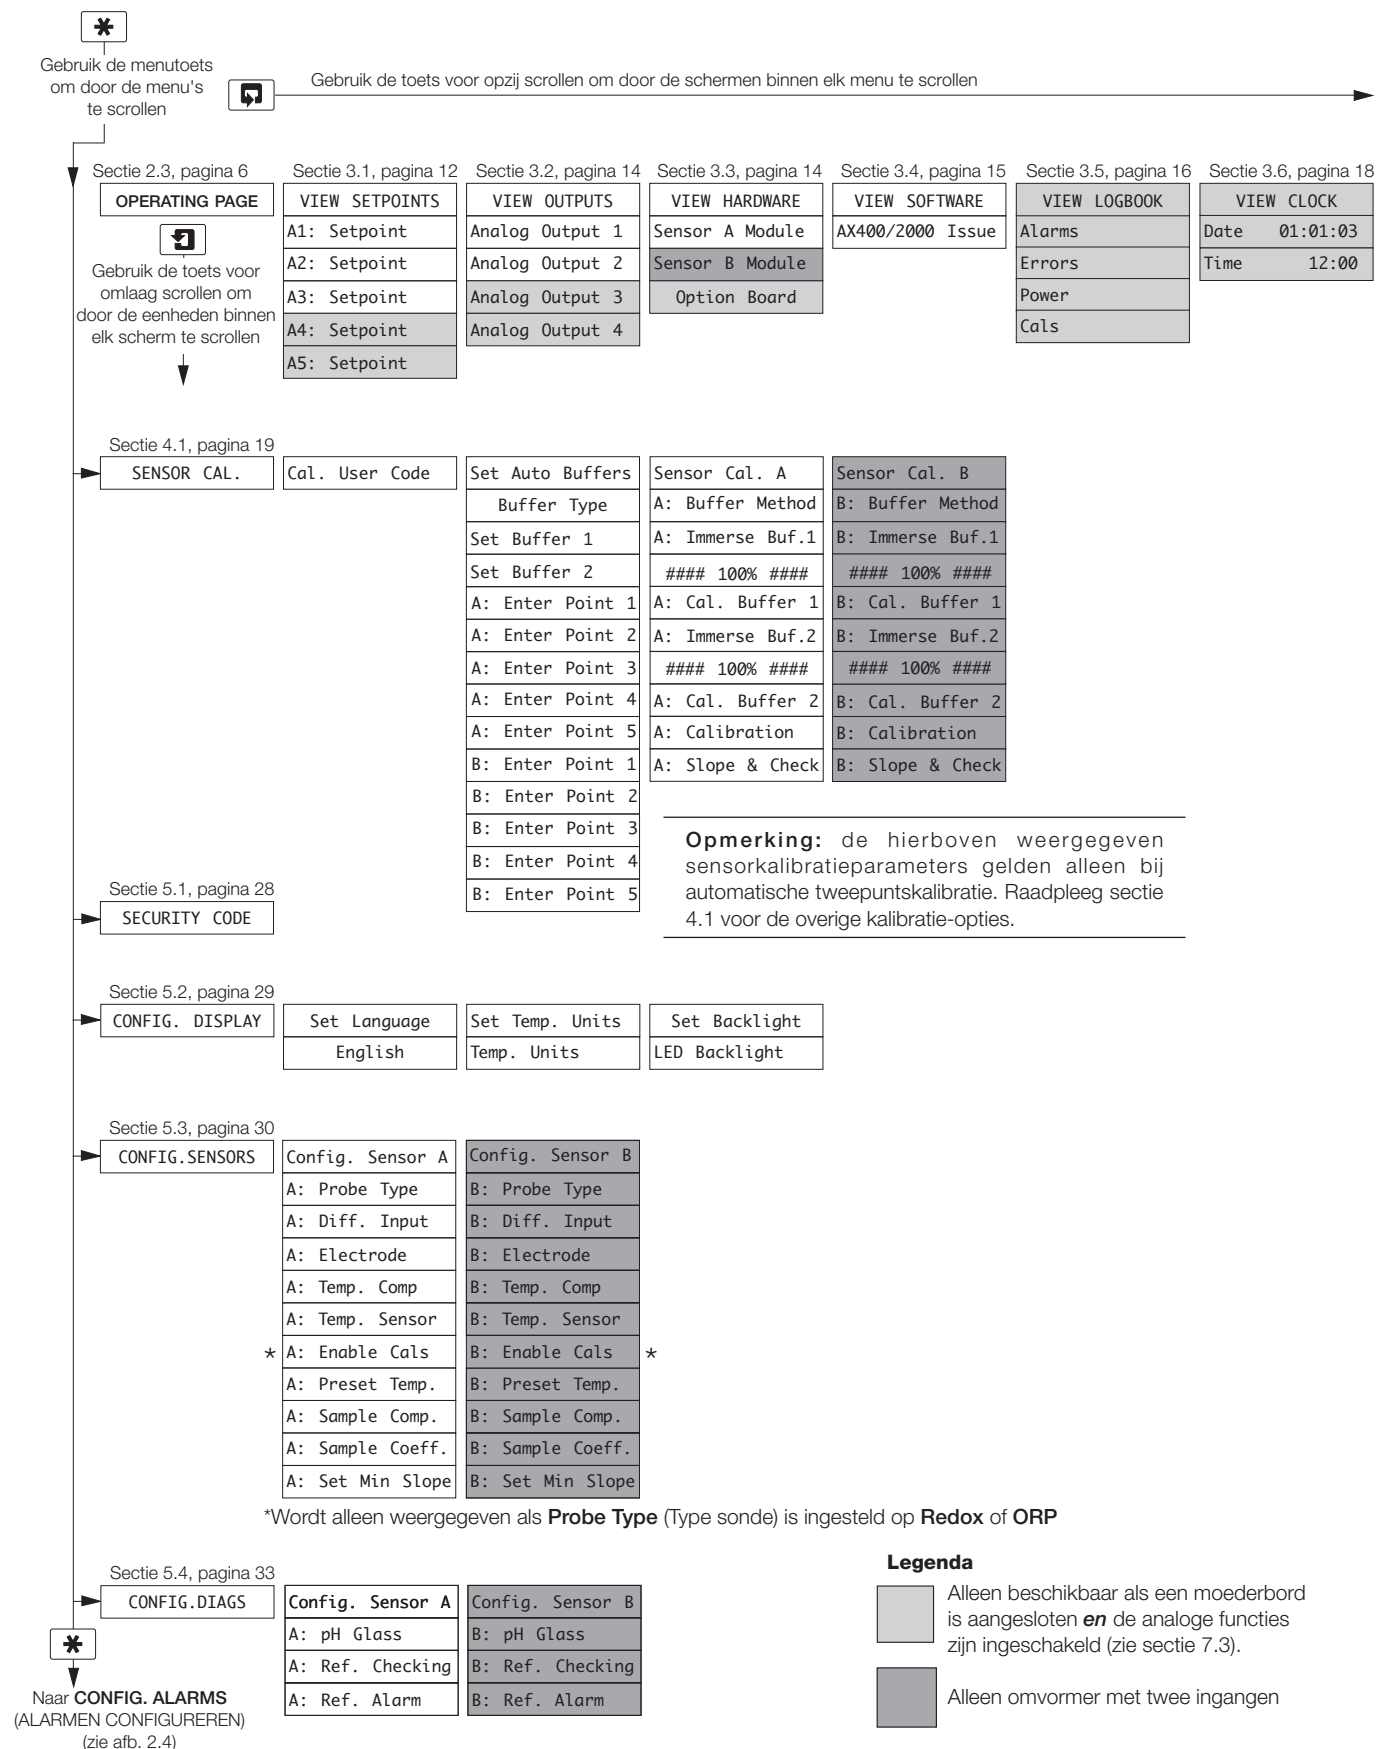 Gebruik de menutoets
om door de menu's
te scrollen
Gebruik de toets voor opzij scrollen om door de schermen binnen elk menu te scrollen
Sectie 2.3, pagina 6
OPERATING PAGE
Gebruik de toets voor
omlaag scrollen om
door de eenheden binnen
elk scherm te scrollen
Sectie 3.1, pagina 12
VIEW SETPOINTS
A1: Setpoint
A2: Setpoint
A3: Setpoint
A4: Setpoint
A5: Setpoint
Sectie 3.2, pagina 14
VIEW OUTPUTS
Analog Output 1
Analog Output 2
Analog Output 3
Analog Output 4
Sectie 3.3, pagina 14
VIEW HARDWARE
Sensor A Module
Sensor B Module
Option Board
Sectie 3.4, pagina 15
VIEW SOFTWARE
AX400/2000 Issue
Sectie 3.5, pagina 16
VIEW LOGBOOK
Alarms
Errors
Power
Cals
Sectie 3.6, pagina 18
VIEW CLOCK
Date 01:01:03
Time 12:00
Sectie 4.1, pagina 19
SENSOR CAL.
Cal. User Code
Set Auto Buffers
Buffer Type
Set Buffer 1
Set Buffer 2
A: Enter Point 1
A: Enter Point 2
A: Enter Point 3
A: Enter Point 4
A: Enter Point 5
B: Enter Point 1
B: Enter Point 2
B: Enter Point 3
B: Enter Point 4
B: Enter Point 5
Sensor Cal. A
A: Buffer Method
A: Immerse Buf.1
#### 100% ####
A: Cal. Buffer 1
A: Immerse Buf.2
#### 100% ####
A: Cal. Buffer 2
A: Calibration
A: Slope & Check
Sensor Cal. B
B: Buffer Method
B: Immerse Buf.1
#### 100% ####
B: Cal. Buffer 1
B: Immerse Buf.2
#### 100% ####
B: Cal. Buffer 2
B: Calibration
B: Slope & Check
Opmerking: de hierboven weergegeven
sensorkalibratieparameters gelden alleen bij
automatische tweepuntskalibratie. Raadpleeg sectie
4.1 voor de overige kalibratie-opties.
Sectie 5.1, pagina 28
SECURITY CODE
Sectie 5.2, pagina 29
CONFIG. DISPLAY
Set Language
English
Set Temp. Units
Temp. Units
Set Backlight
LED Backlight
Sectie 5.3, pagina 30
CONFIG.SENSORS
Config. Sensor A
A: Probe Type
A: Diff. Input
A: Electrode
A: Temp. Comp
A: Temp. Sensor
* A: Enable Cals
A: Preset Temp.
A: Sample Comp.
A: Sample Coeff.
A: Set Min Slope
Config. Sensor B
B: Probe Type
B: Diff. Input
B: Electrode
B: Temp. Comp
B: Temp. Sensor
B: Enable Cals *
B: Preset Temp.
B: Sample Comp.
B: Sample Coeff.
B: Set Min Slope
*Wordt alleen weergegeven als Probe Type (Type sonde) is ingesteld op Redox of ORP
Sectie 5.4, pagina 33
CONFIG.DIAGS
Config. Sensor A
A: pH Glass
A: Ref. Checking
A: Ref. Alarm
Config. Sensor B
B: pH Glass
B: Ref. Checking
B: Ref. Alarm
Naar CONFIG. ALARMS
(ALARMEN CONFIGUREREN)
(zie afb. 2.4)
Legenda
Alleen beschikbaar als een moederbord
is aangesloten en de analoge functies
zijn ingeschakeld (zie sectie 7.3).
Alleen omvormer met twee ingangen